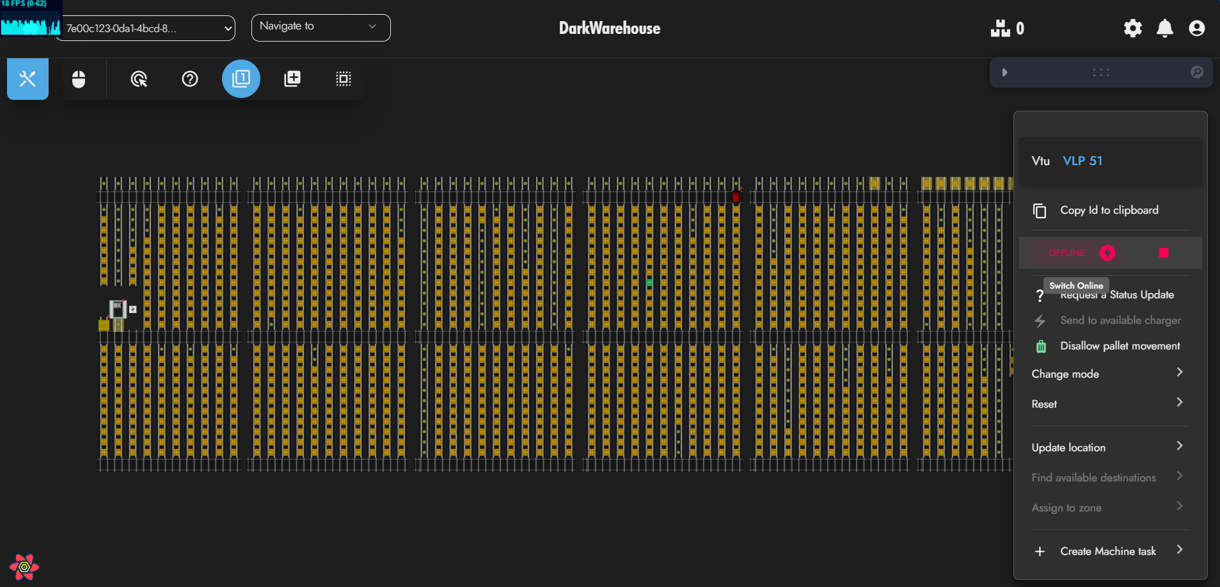 18 FPS (0-62)
7e00c123-0da1-4bcd-8...
Navigate to
DarkWarehouse
0
1
Vtu VLP 51
Copy Id to clipboard
OFFLINE
Switch Online
Request a Status Update
Send to available charger
Disallow pallet movement
Change mode
Reset
Update location
Find available destinations
Assign to zone
Create Machine task